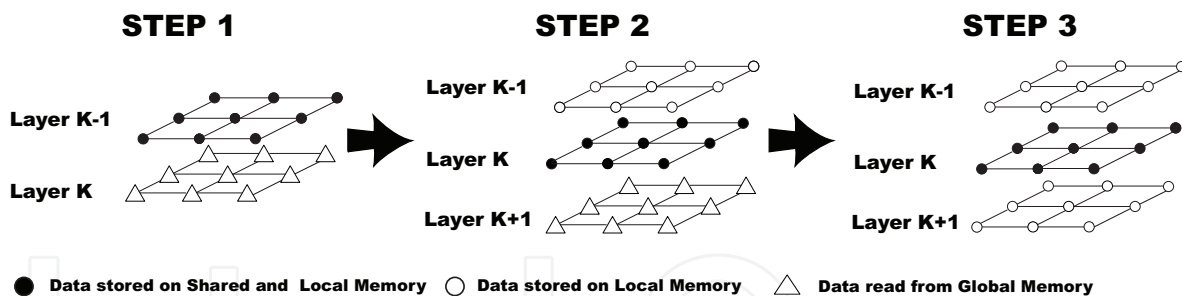 STEP 1
STEP 2
STEP 3
Layer K-1
Layer K
Layer K-1
Layer K
Layer K+1
Layer K-1
Layer K
Layer K+1
Data stored on Shared and Local Memory
Data stored on Local Memory
Data read from Global Memory